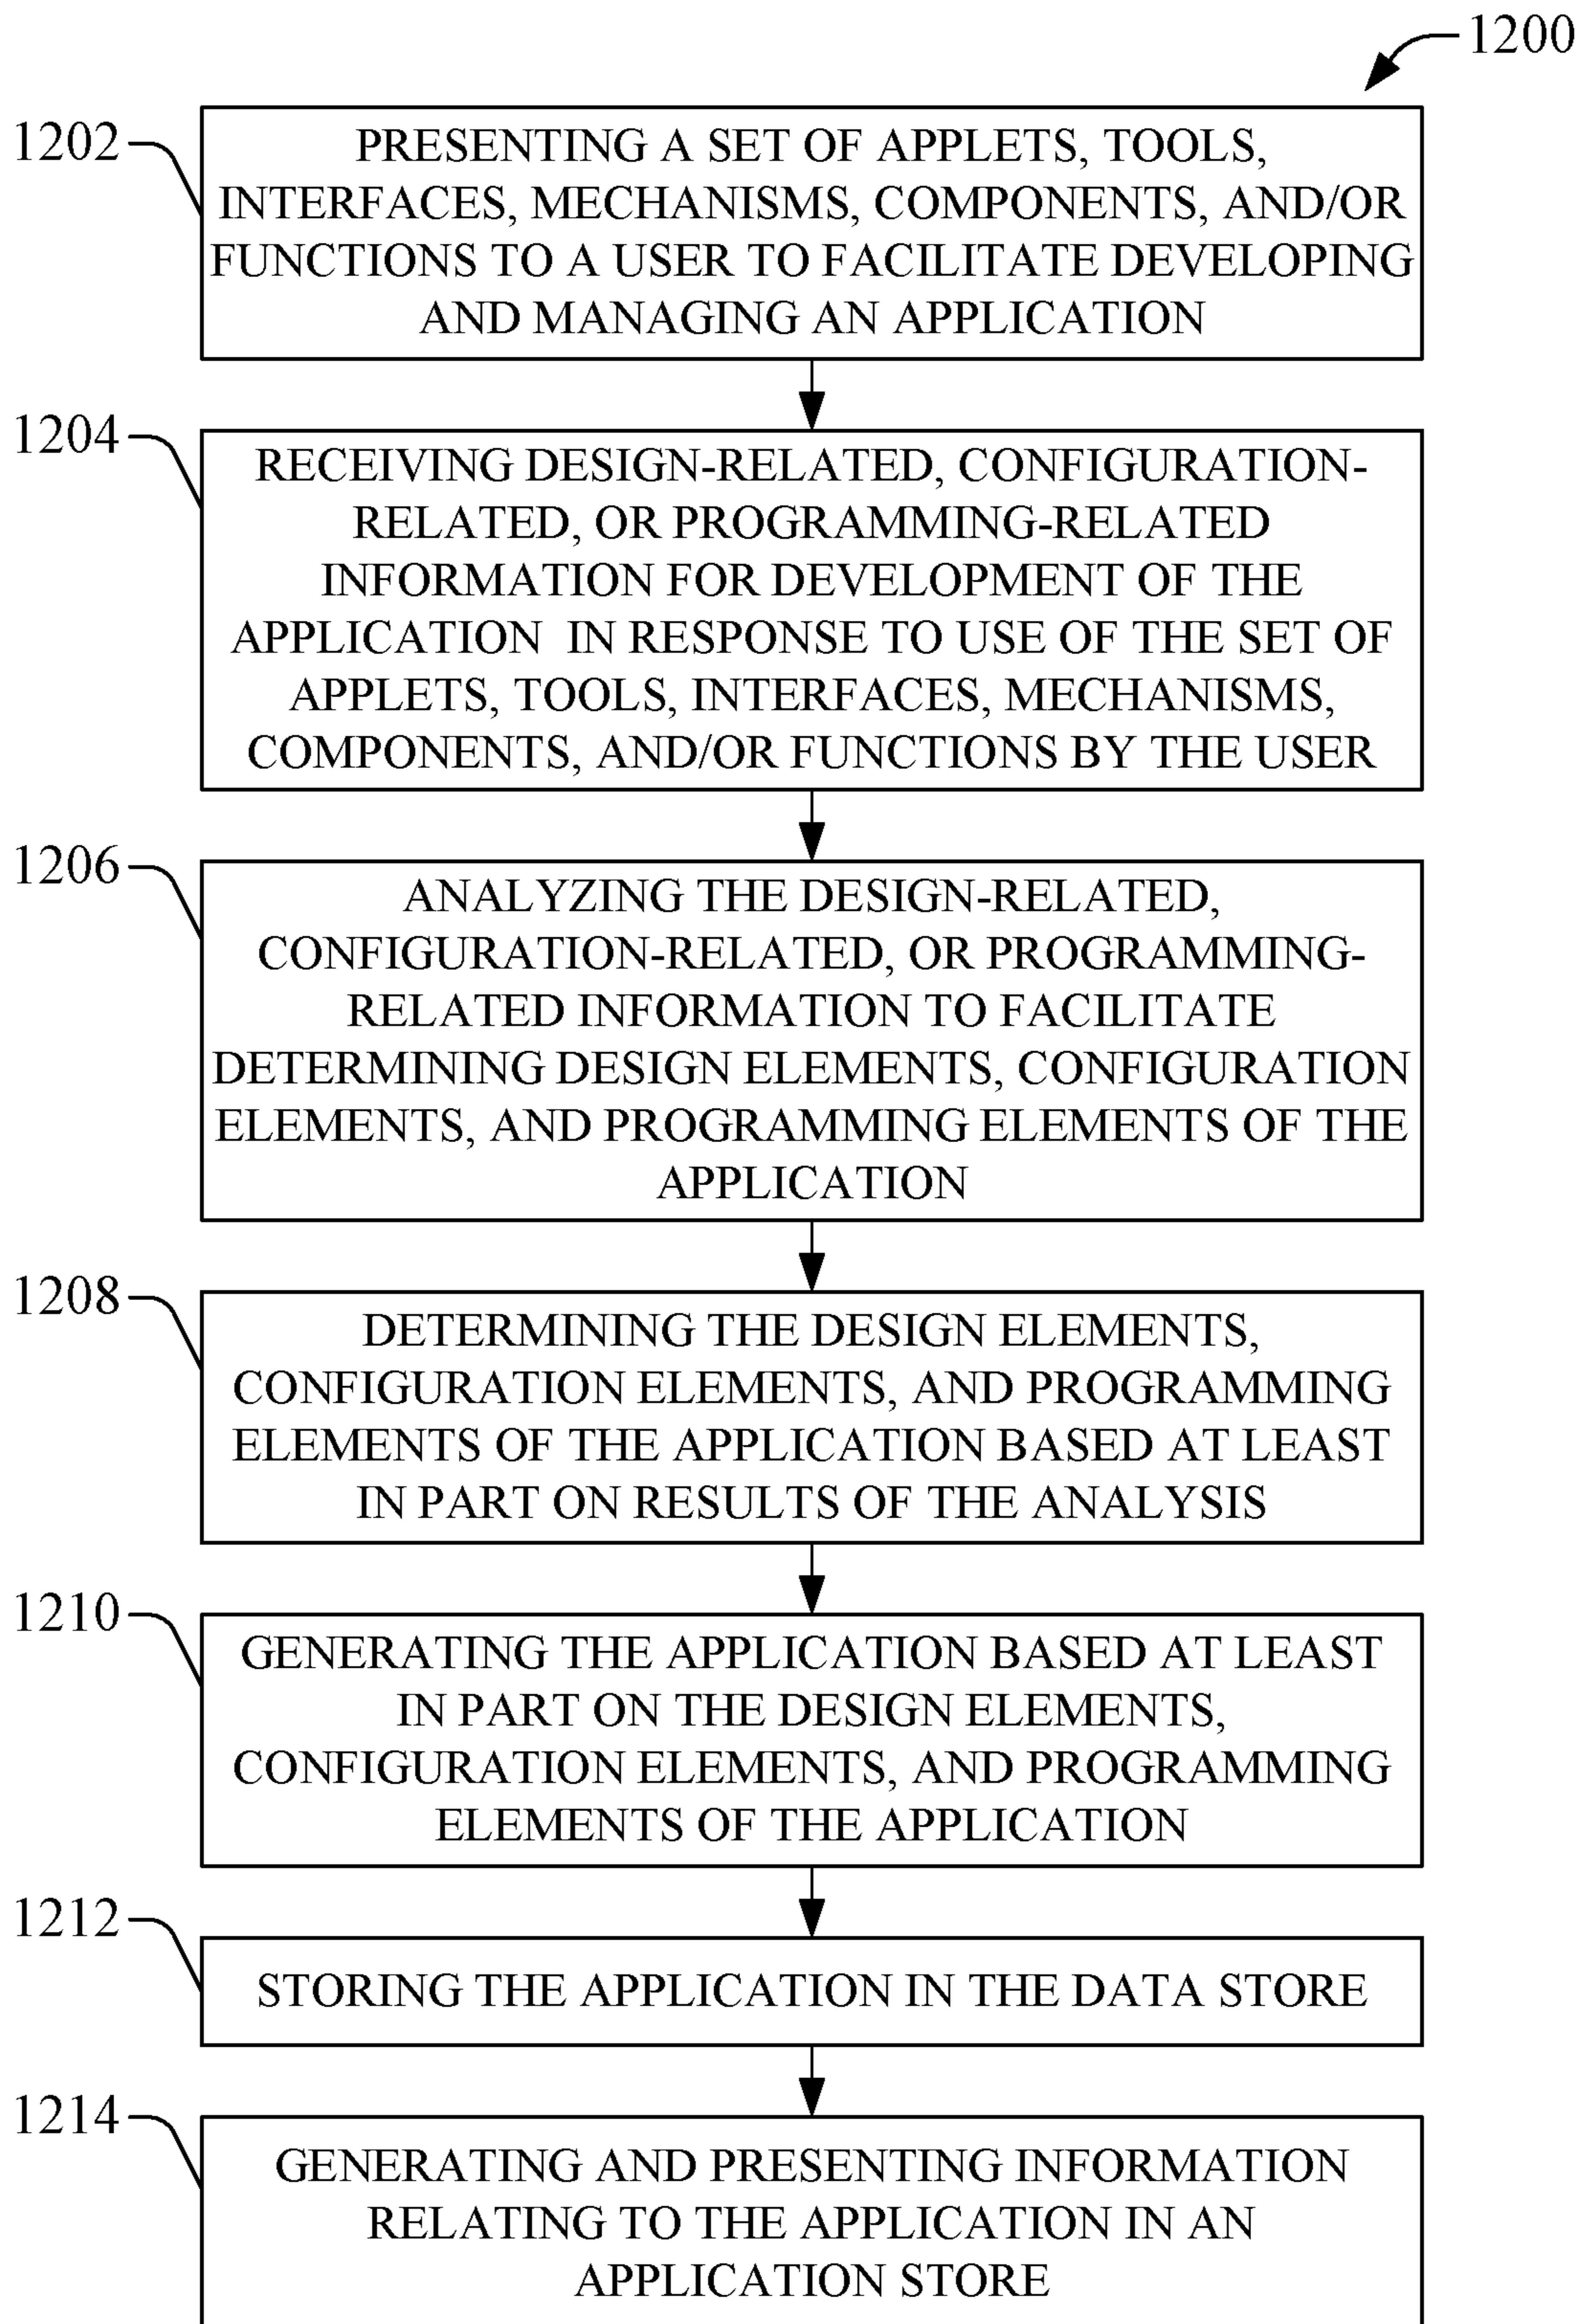 1200
1202
PRESENTING A SET OF APPLETS, TOOLS,
INTERFACES, MECHANISMS, COMPONENTS, AND/OR
FUNCTIONS TO A USER TO FACILITATE DEVELOPING
AND MANAGING AN APPLICATION
1204
RECEIVING DESIGN-RELATED, CONFIGURATION-
RELATED, OR PROGRAMMING-RELATED
INFORMATION FOR DEVELOPMENT OF THE
APPLICATION IN RESPONSE TO USE OF THE SET OF
APPLETS, TOOLS, INTERFACES, MECHANISMS,
COMPONENTS, AND/OR FUNCTIONS BY THE USER
1206
ANALYZING THE DESIGN-RELATED,
CONFIGURATION-RELATED, OR PROGRAMMING-
RELATED INFORMATION TO FACILITATE
DETERMINING DESIGN ELEMENTS, CONFIGURATION
ELEMENTS, AND PROGRAMMING ELEMENTS OF THE
APPLICATION
1208
DETERMINING THE DESIGN ELEMENTS,
CONFIGURATION ELEMENTS, AND PROGRAMMING
ELEMENTS OF THE APPLICATION BASED AT LEAST
IN PART ON RESULTS OF THE ANALYSIS
1210
GENERATING THE APPLICATION BASED AT LEAST
IN PART ON THE DESIGN ELEMENTS,
CONFIGURATION ELEMENTS, AND PROGRAMMING
ELEMENTS OF THE APPLICATION
1212
STORING THE APPLICATION IN THE DATA STORE
1214
GENERATING AND PRESENTING INFORMATION
RELATING TO THE APPLICATION IN AN
APPLICATION STORE